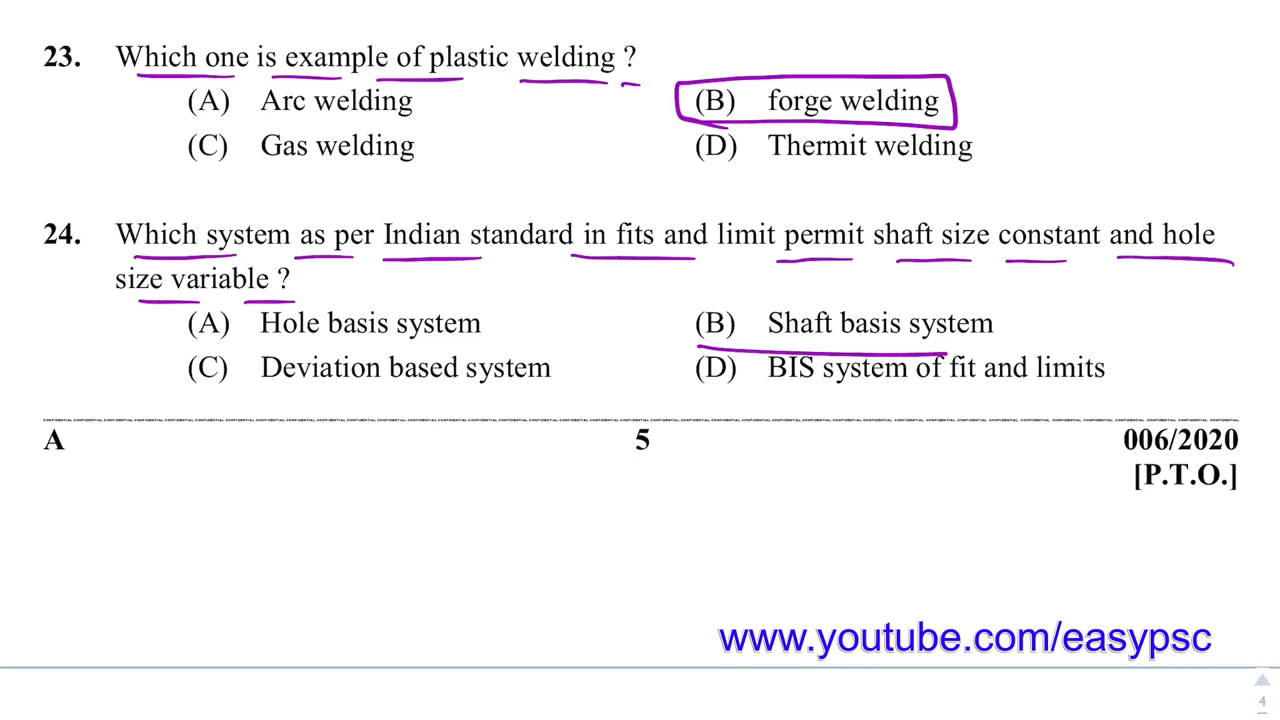 23. Which one is example of plastic welding ?
(A) Arc welding (B) forge welding
(C) Gas welding (D) Thermit welding
24. Which system as per Indian standard in fits and limit permit shaft size constant and hole
size variable ?
(A) Hole basis system (B) Shaft basis system
(C) Deviation based system (D) BIS system of fit and limits
A 5 006/2020
[P.T.O.]
www.youtube.com/easypsc
4